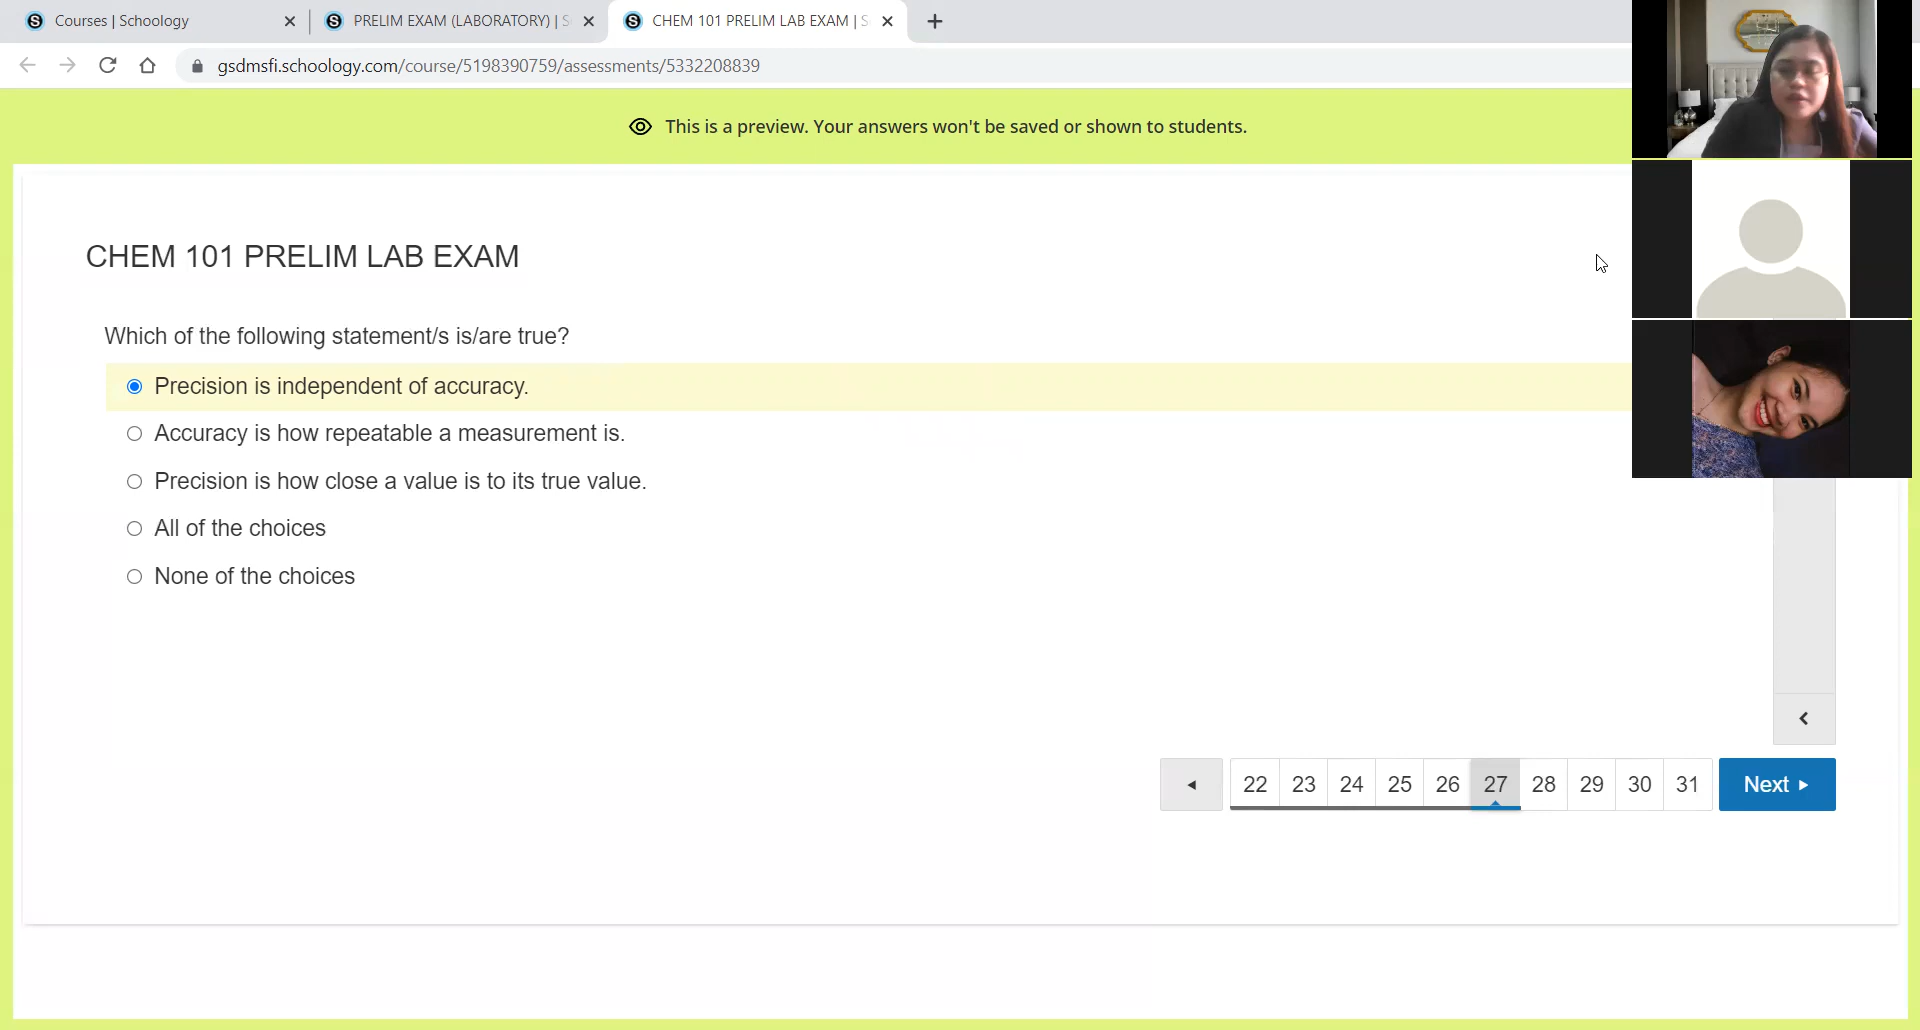 Courses | Schoology
PRELIM EXAM (LABORATORY) | S
CHEM 101 PRELIM LAB EXAM | S
gsdmsfi.schoology.com/course/5198390759/assessments/5332208839
This is a preview. Your answers won't be saved or shown to students.
CHEM 101 PRELIM LAB EXAM
Which of the following statement/s is/are true?
Precision is independent of accuracy.
Accuracy is how repeatable a measurement is.
Precision is how close a value is to its true value.
All of the choices
None of the choices
22 23 24 25 26 27 28 29 30 31 Next